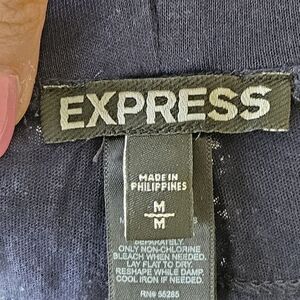 EXPRESS
MADE IN
PHILIPPINES
M
M
SEPARATELY.
ONLY NON-CHLORINE
BLEACH WHEN NEEDED.
LAY FLAT TO DRY.
RESHAPE WHILE DAMP.
COOL IRON IF NEEDED.
RN# 55285